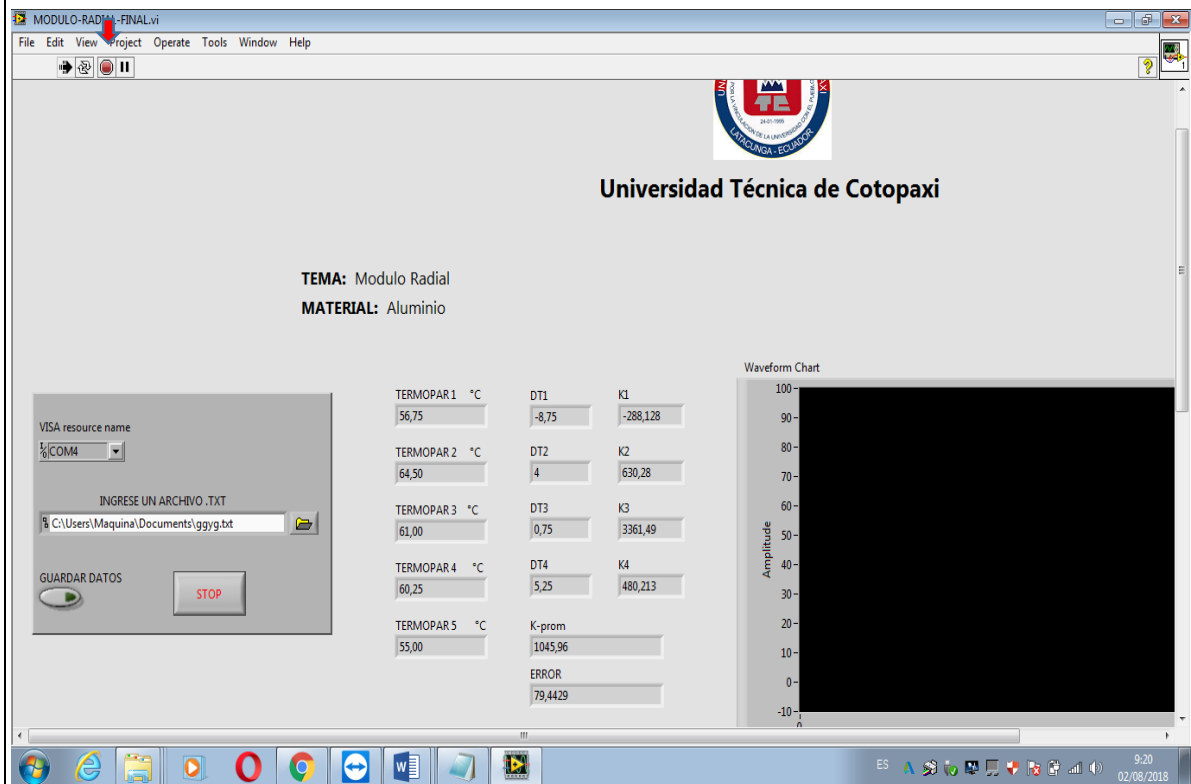 MODULO-RADIAL-FINAL.vi
File Edit View Project Operate Tools Window Help
24-01-1995
LATACUNGA - ECUADOR
Universidad Técnica de Cotopaxi
TEMA: Modulo Radial
MATERIAL: Aluminio
VISA resource name
COM4
INGRESE UN ARCHIVO .TXT
C:\Users\Maquina\Documents\ggyg.txt
GUARDAR DATOS
STOP
TERMOPAR 1 °C DT1 K1
56,75 -8,75 -288,128
TERMOPAR 2 °C DT2 K2
64,50 4 630,28
TERMOPAR 3 °C DT3 K3
61,00 0,75 3361,49
TERMOPAR 4 °C DT4 K4
60,25 5,25 480,213
TERMOPAR 5 °C K-prom
55,00 1045,96
ERROR
79,4429
Waveform Chart
Amplitude
100
90
80
70
60
50
40
30
20
10
0
-10
0
ES 9:20
02/08/2018